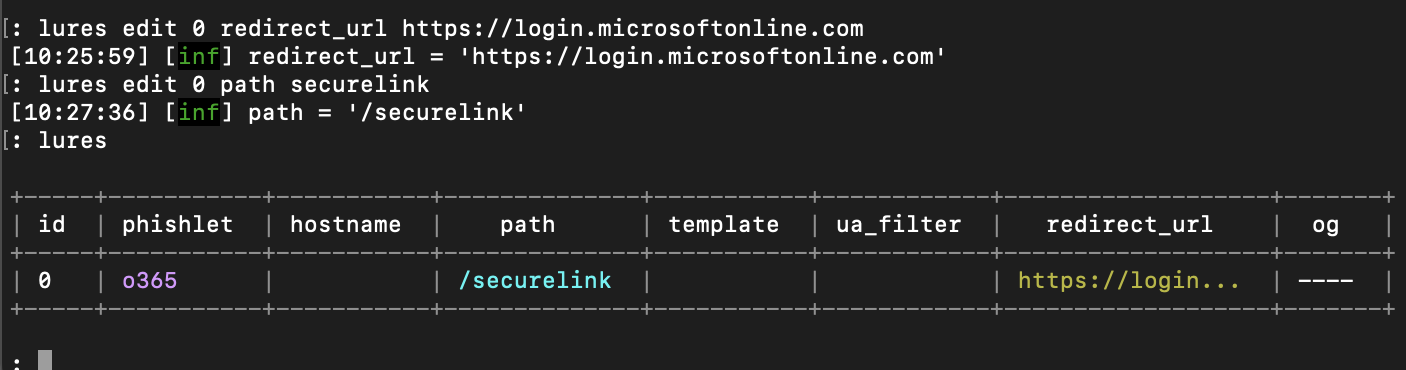 [: lures edit 0 redirect_url https://login.microsoftonline.com
[10:25:59] [inf] redirect_url = 'https://login.microsoftonline.com'
[: lures edit 0 path securelink
[10:27:36] [inf] path = '/securelink'
[: lures
| id | phishlet | hostname | path | template | ua_filter | redirect_url | og |
| 0 | o365 | | /securelink | | | https://login... | ---- |
: